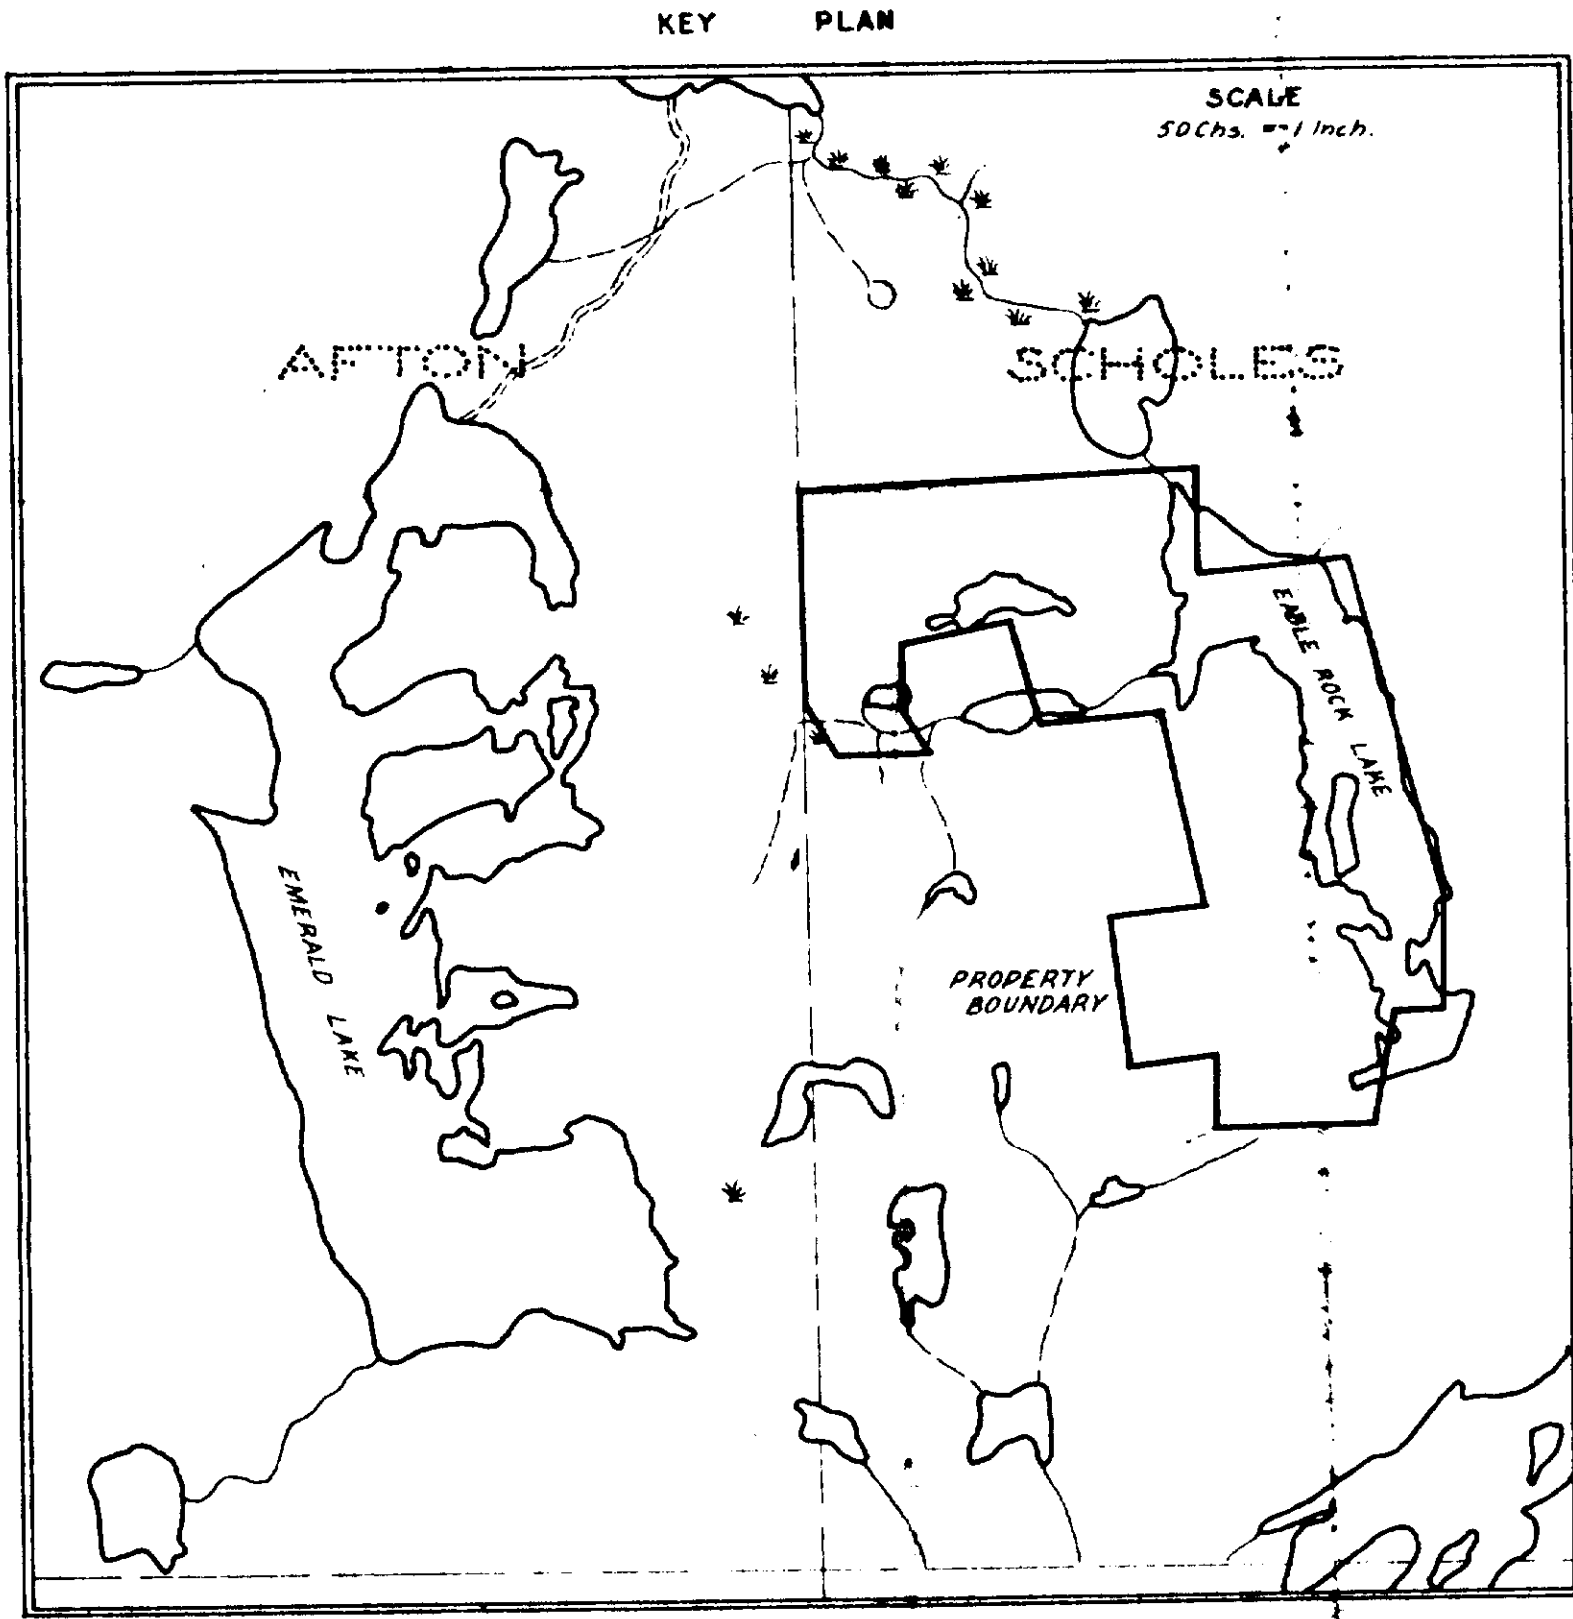 KEY PLAN
SCALE
50 Chs. = 1 Inch.
AFTON
SCHOLES
EAGLE ROCK LAKE
EMERALD LAKE
PROPERTY
BOUNDARY